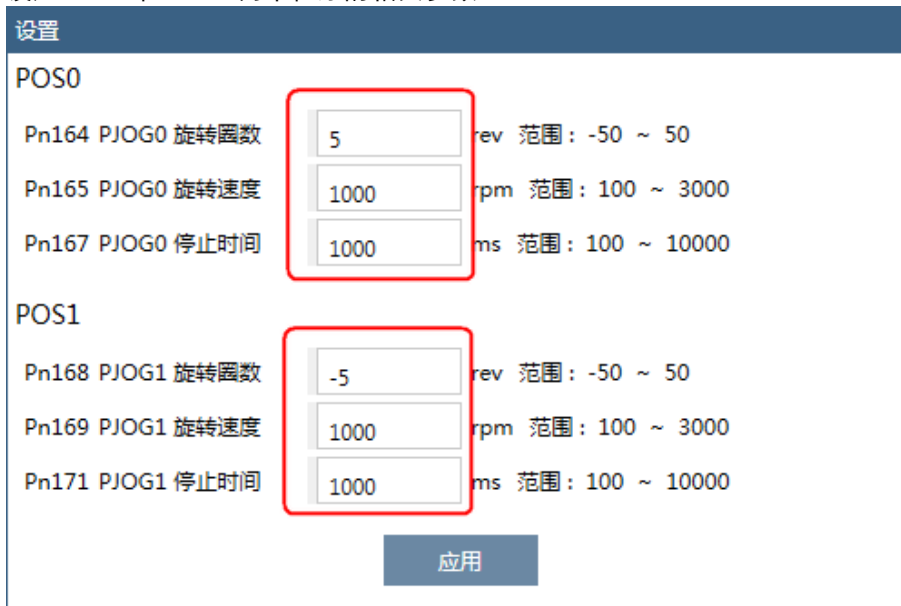 设置
POS0
Pn164 PJOG0 旋转圈数 5 rev 范围：-50 ~ 50
Pn165 PJOG0 旋转速度 1000 rpm 范围：100 ~ 3000
Pn167 PJOG0 停止时间 1000 ms 范围：100 ~ 10000
POS1
Pn168 PJOG1 旋转圈数 -5 rev 范围：-50 ~ 50
Pn169 PJOG1 旋转速度 1000 rpm 范围：100 ~ 3000
Pn171 PJOG1 停止时间 1000 ms 范围：100 ~ 10000
应用